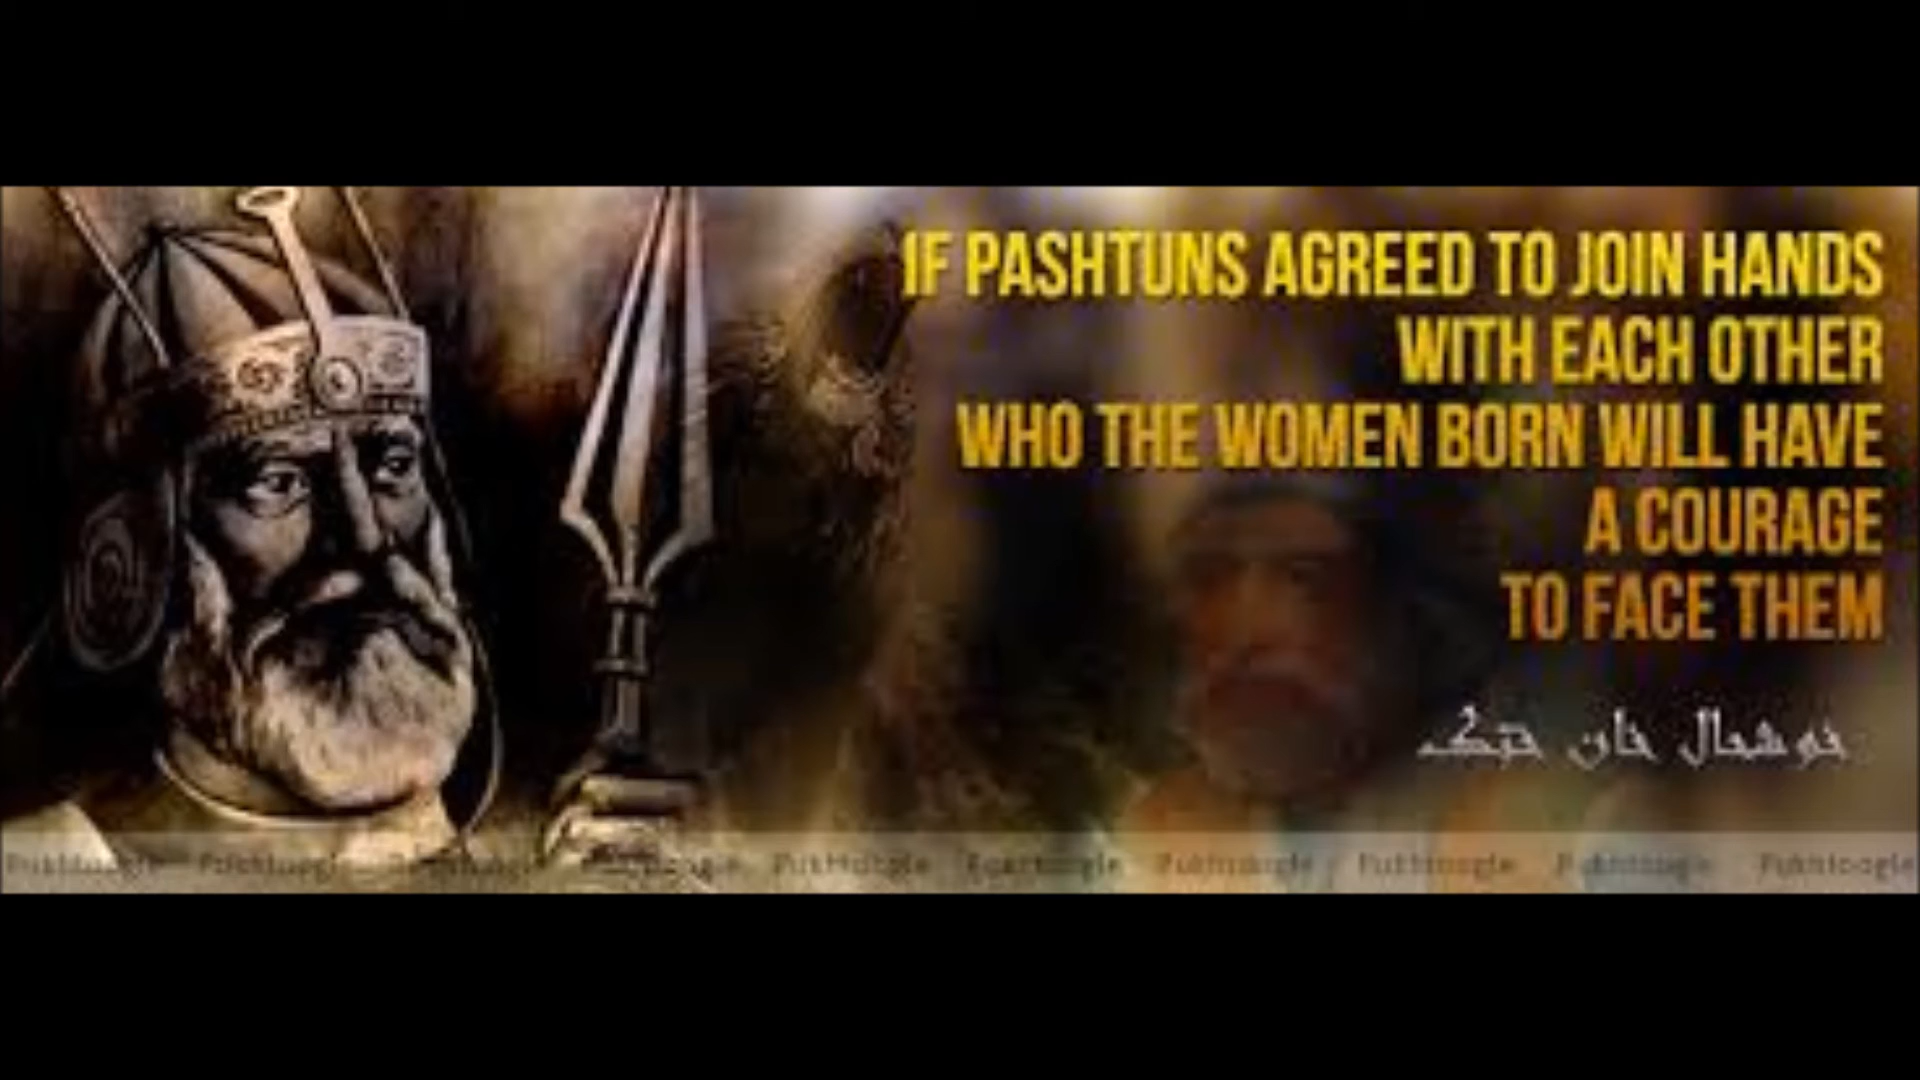 IF PASHTUNS AGREED TO JOIN HANDS
WITH EACH OTHER
WHO THE WOMEN BORN WILL HAVE
A COURAGE
TO FACE THEM
خوشحال خان خټک